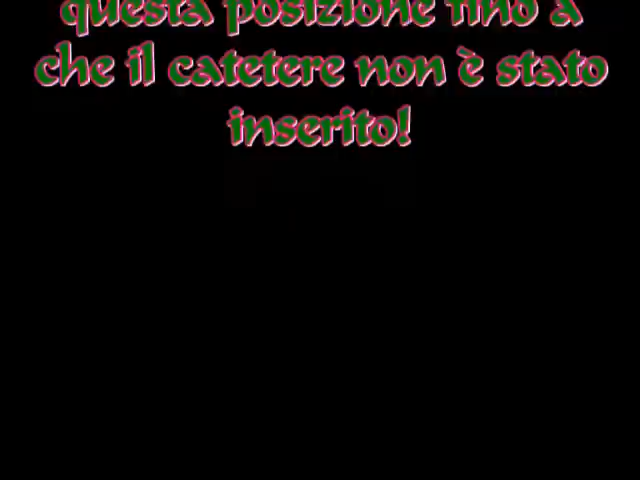 questa posizione fino a
che il catetere non è stato
inserito!